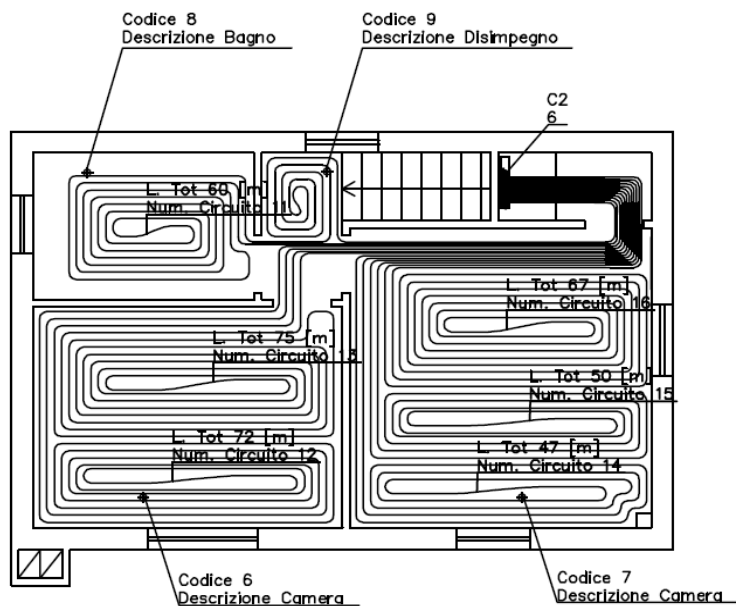 Codice 8
Descrizione Bagno
Codice 9
Descrizione Disimpegno
C2
6
L. Tot 60 [m]
Num. Circuito 11
L. Tot 67 [m]
Num. Circuito 16
L. Tot 75 [m]
Num. Circuito 13
L. Tot 50 [m]
Num. Circuito 15
L. Tot 72 [m]
Num. Circuito 12
L. Tot 47 [m]
Num. Circuito 14
Codice 6
Descrizione Camera
Codice 7
Descrizione Camera